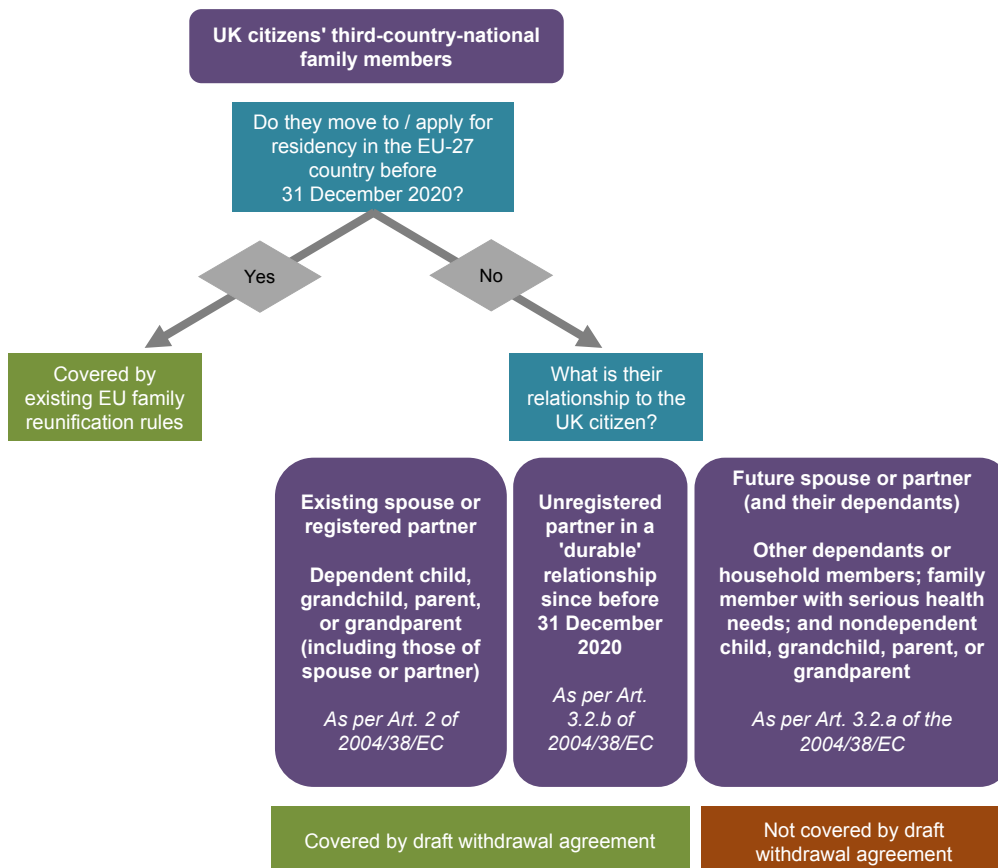 UK citizens' third-country-national
family members
Do they move to / apply for
residency in the EU-27
country before
31 December 2020?
Yes
No
Covered by
existing EU family
reunification rules
What is their
relationship to the
UK citizen?
Existing spouse or
registered partner
Dependent child,
grandchild, parent,
or grandparent
(including those of
spouse or partner)
As per Art. 2 of
2004/38/EC
Unregistered
partner in a
'durable'
relationship
since before
31 December
2020
As per Art.
3.2.b of
2004/38/EC
Future spouse or partner
(and their dependants)
Other dependants or
household members; family
member with serious health
needs; and nondependent
child, grandchild, parent, or
grandparent
As per Art. 3.2.a of the
2004/38/EC
Covered by draft withdrawal agreement
Not covered by draft
withdrawal agreement